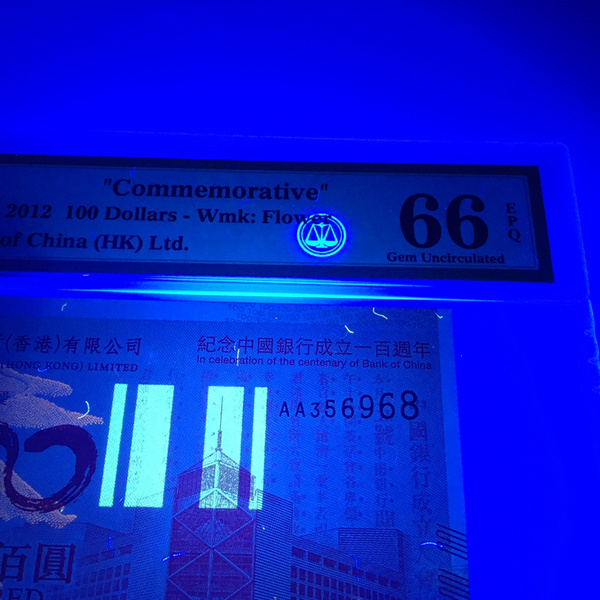 "Commemorative"
2012 100 Dollars - Wmk: Flower
of China (HK) Ltd.
66
EPQ
Gem Uncirculated
(香港)有限公司
(HONG KONG) LIMITED
紀念中國銀行成立一百週年
In celebration of the centenary of Bank of China
AA356968
佰圓
RED